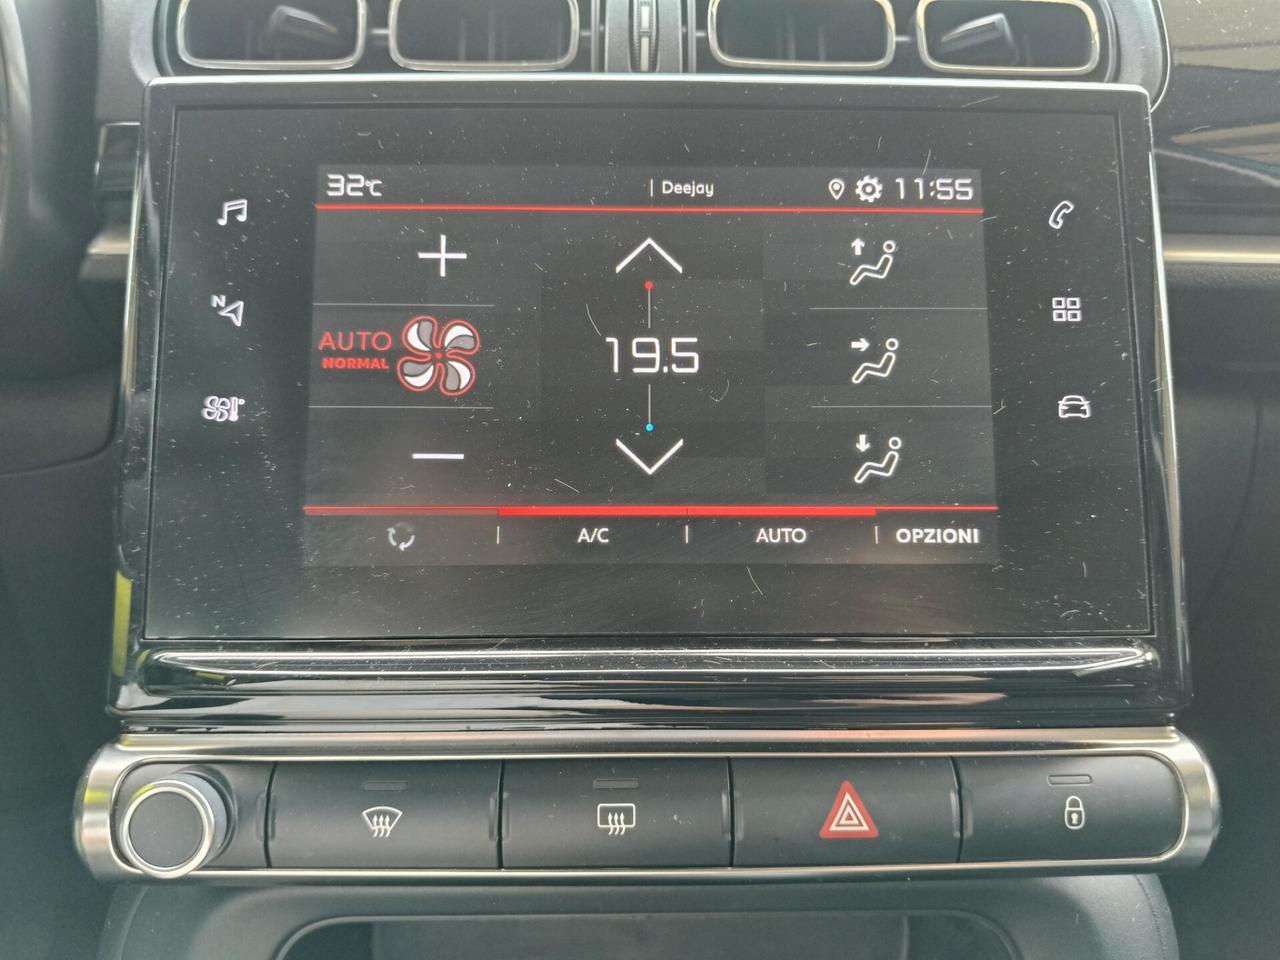 32°C
Deejay
11:55
AUTO
NORMAL
19.5
N
A/C
AUTO
OPZIONI